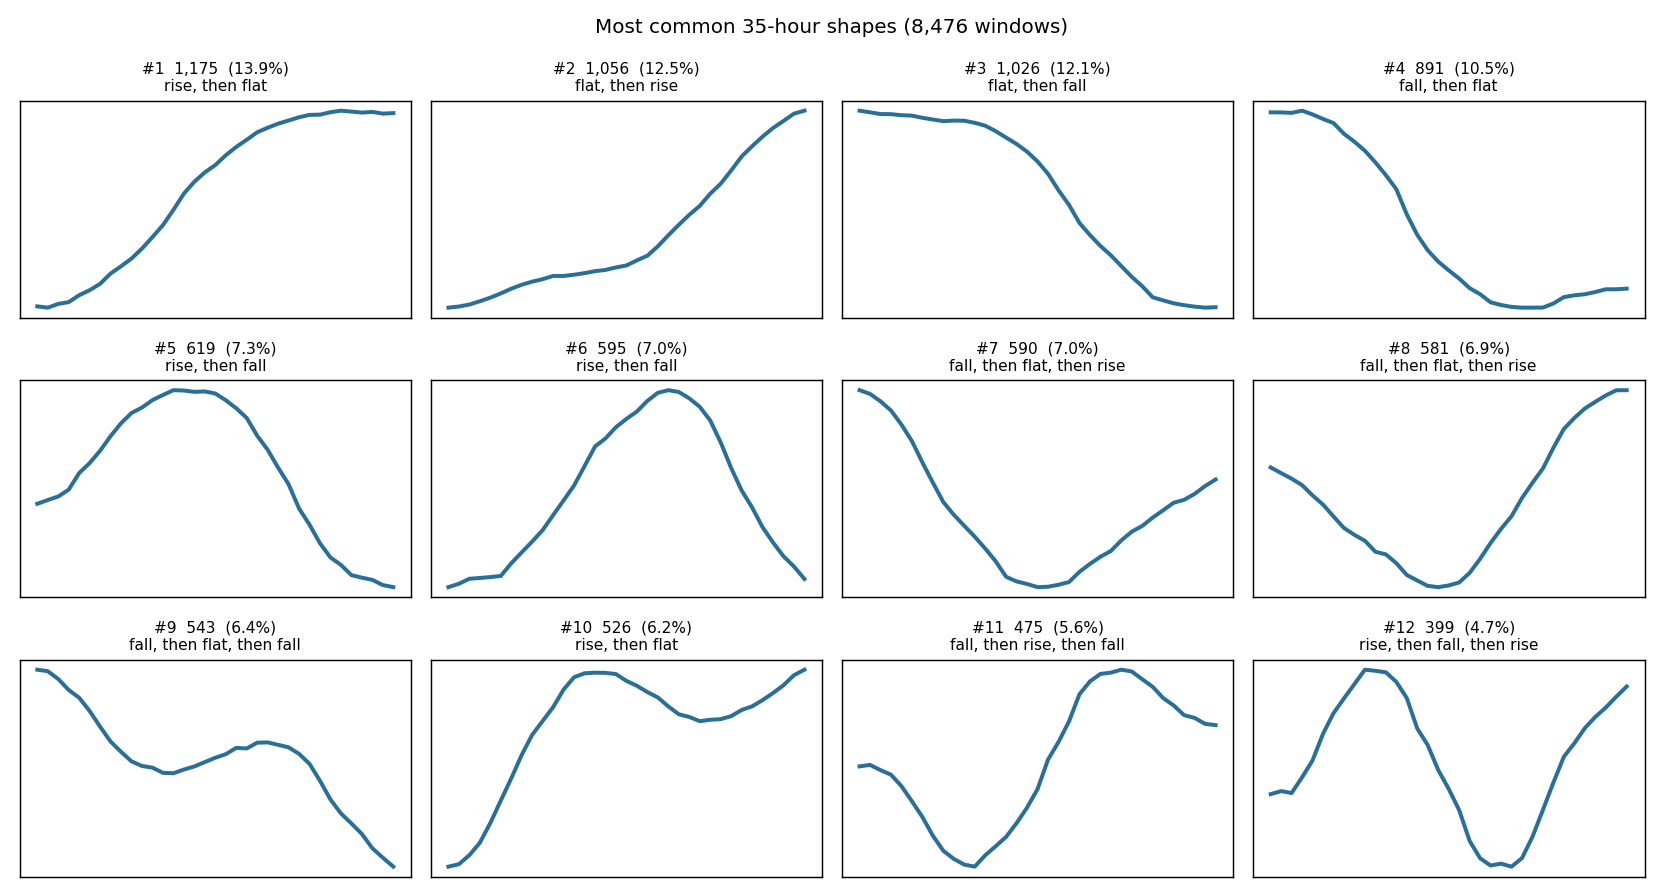 Most common 35-hour shapes (8,476 windows)
#1 1,175 (13.9%)
rise, then flat
#2 1,056 (12.5%)
flat, then rise
#3 1,026 (12.1%)
flat, then fall
#4 891 (10.5%)
fall, then flat
#5 619 (7.3%)
rise, then fall
#6 595 (7.0%)
rise, then fall
#7 590 (7.0%)
fall, then flat, then rise
#8 581 (6.9%)
fall, then flat, then rise
#9 543 (6.4%)
fall, then flat, then fall
#10 526 (6.2%)
rise, then flat
#11 475 (5.6%)
fall, then rise, then fall
#12 399 (4.7%)
rise, then fall, then rise